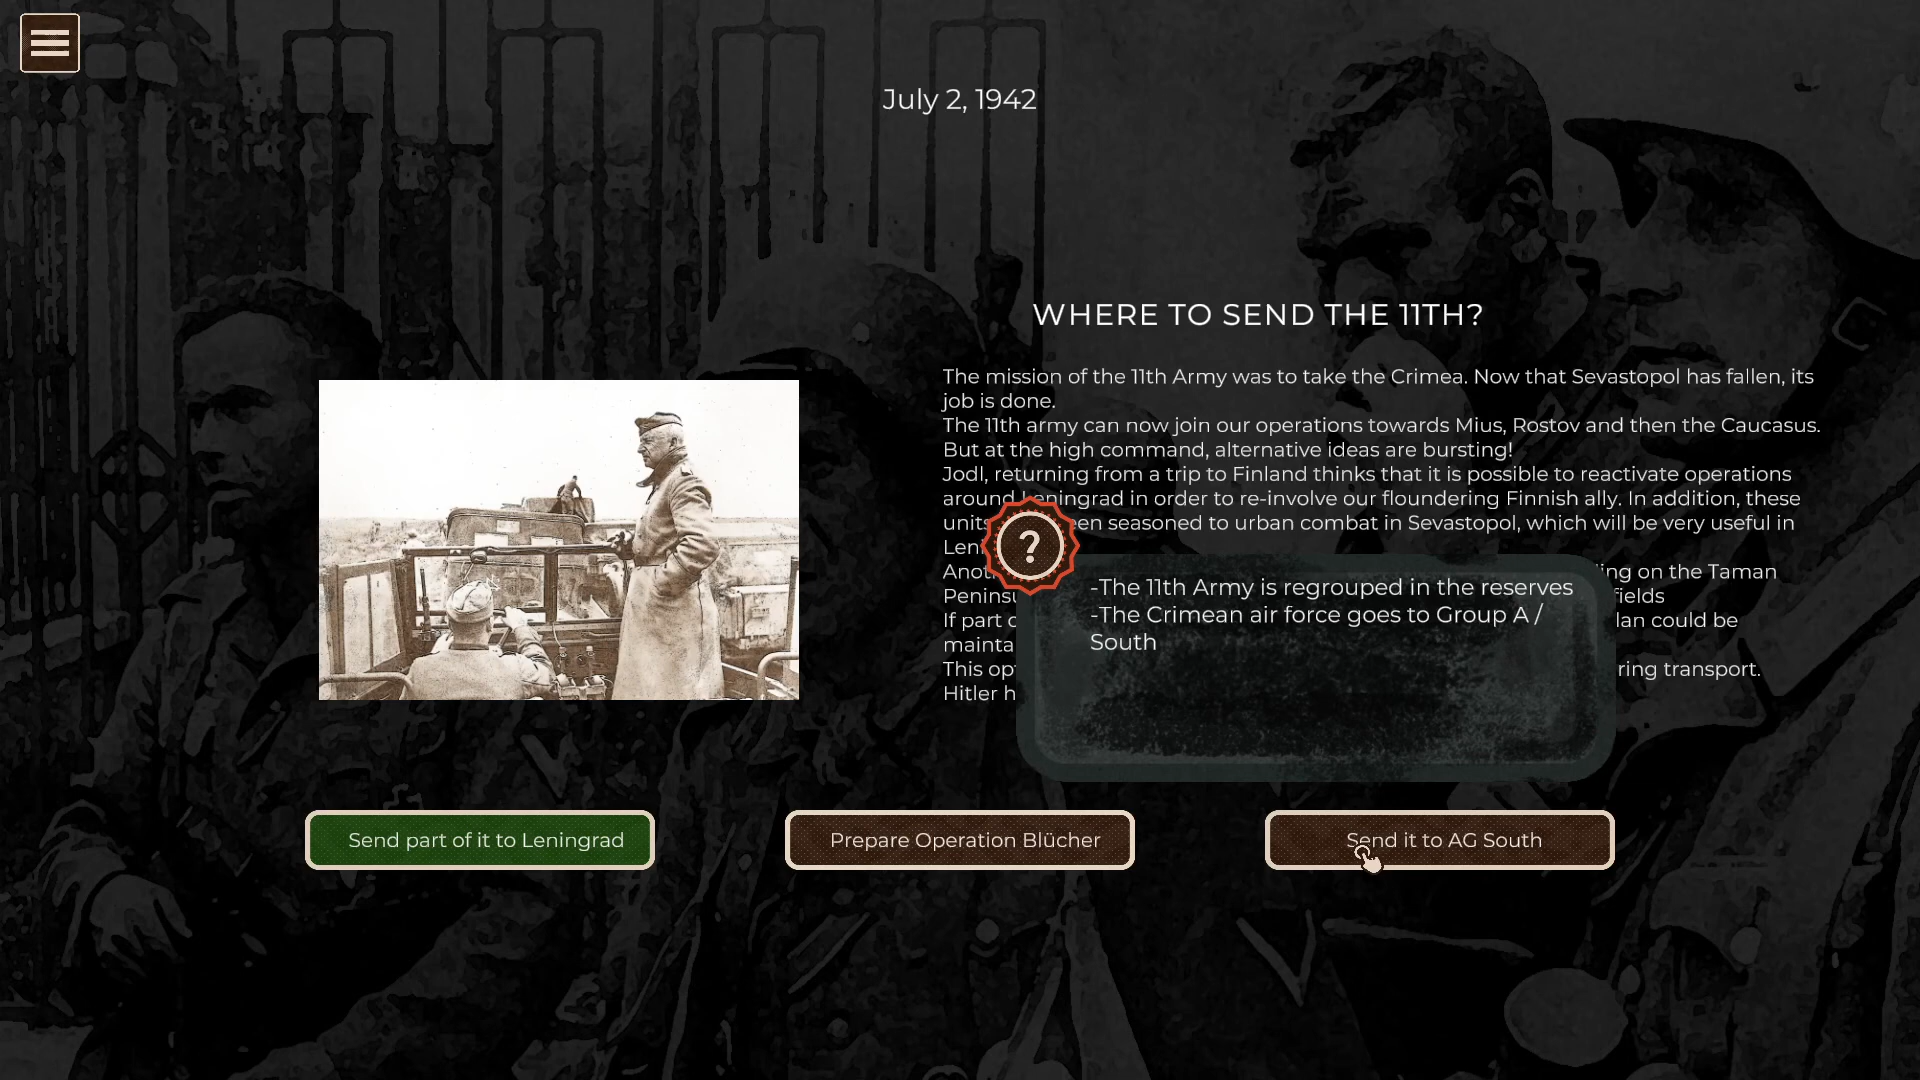 July 2, 1942
WHERE TO SEND THE 11TH?
The mission of the 11th Army was to take the Crimea. Now that Sevastopol has fallen, its
job is done.
The 11th army can now join our operations towards Mius, Rostov and then the Caucasus.
But at the high command, alternative ideas are bursting!
Jodl, returning from a trip to Finland thinks that it is possible to reactivate operations
around Leningrad in order to re-involve our floundering Finnish ally. In addition, these
units seasoned to urban combat in Sevastopol, which will be very useful in
on the Taman
If part could be
This transport.
Hitler
?
-The 11th Army is regrouped in the reserves
-The Crimean air force goes to Group A /
South
Send part of it to Leningrad
Prepare Operation Blücher
Send it to AG South